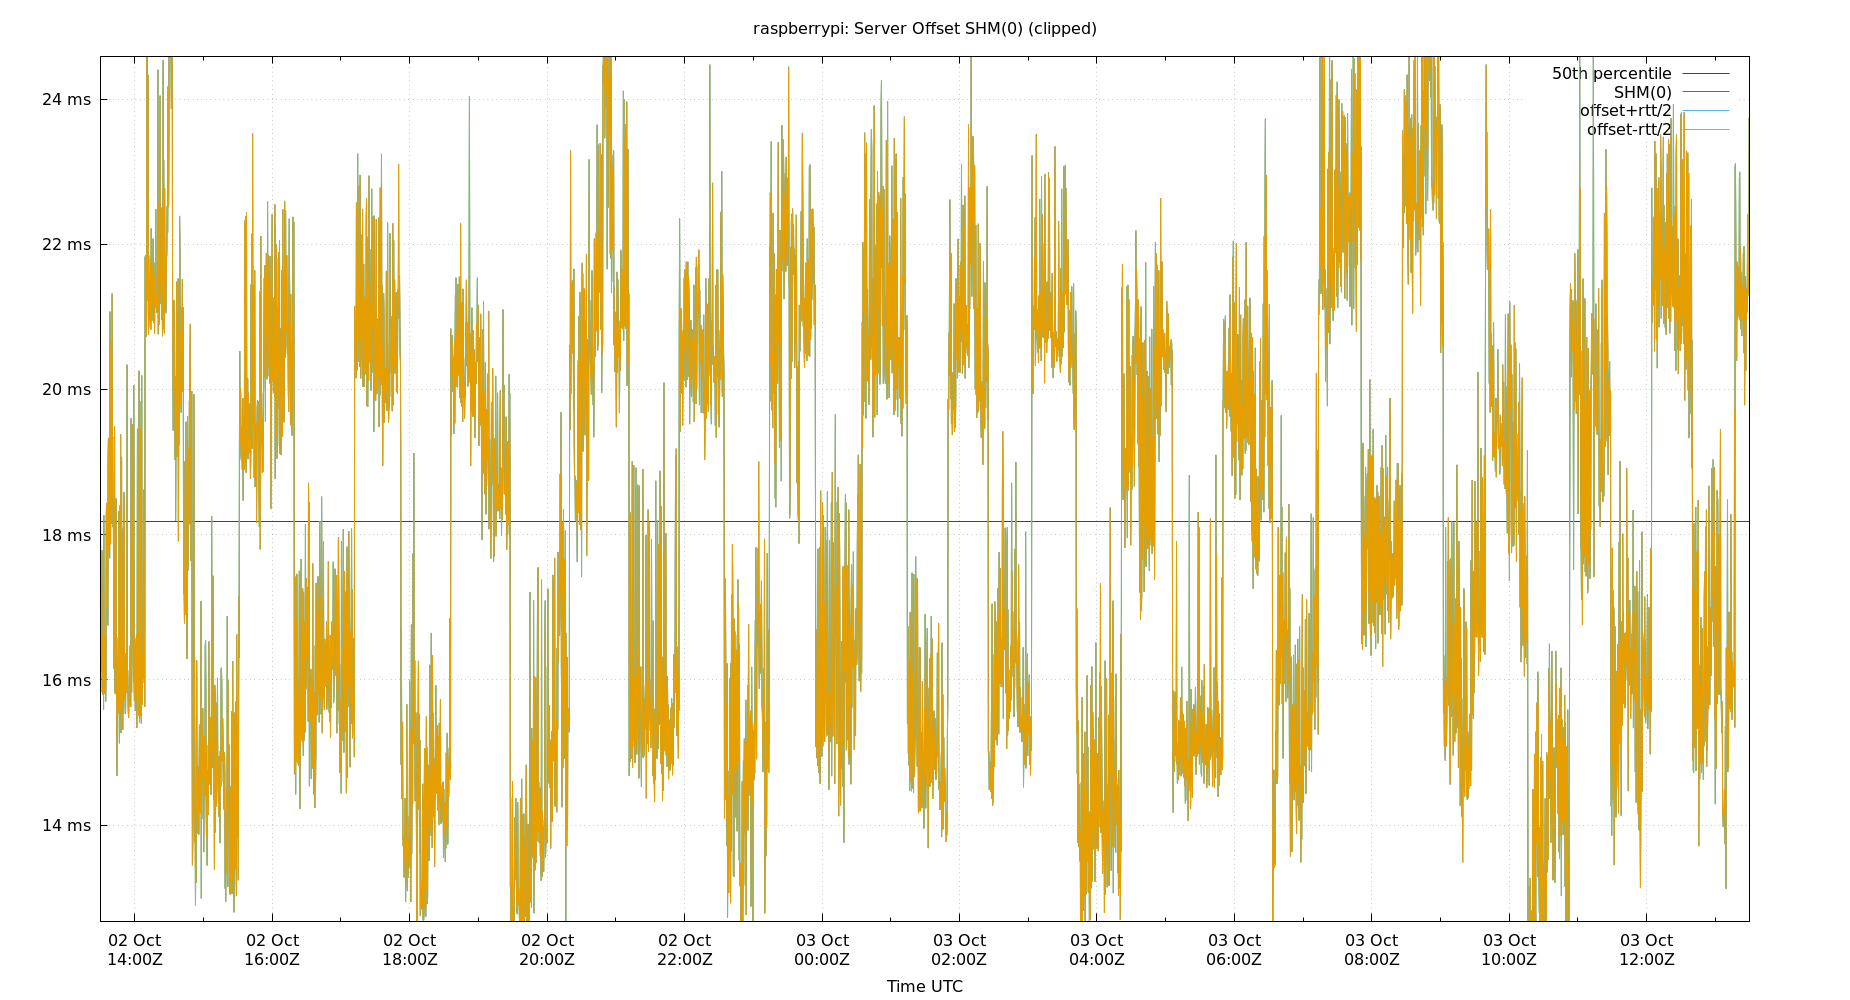 raspberrypi: Server Offset SHM(0) (clipped)
50th percentile
SHM(0)
offset+rtt/2
offset-rtt/2
24 ms
22 ms
20 ms
18 ms
16 ms
14 ms
02 Oct 02 Oct 02 Oct 02 Oct 02 Oct 03 Oct 03 Oct 03 Oct 03 Oct 03 Oct 03 Oct 03 Oct
14:00Z 16:00Z 18:00Z 20:00Z 22:00Z 00:00Z 02:00Z 04:00Z 06:00Z 08:00Z 10:00Z 12:00Z
Time UTC